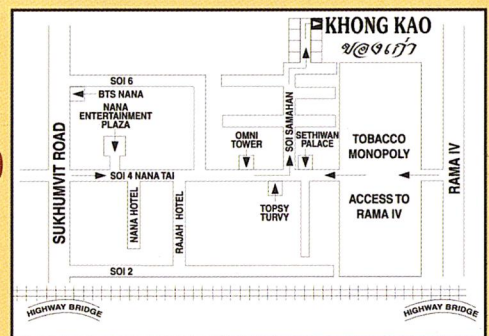 KHONG KAO
ของเก่า
SOI 6
BTS NANA
NANA
ENTERTAINMENT
PLAZA
SUKHUMVIT ROAD
OMNI
TOWER
SOI SAMAHAN
SETHIWAN
PALACE
TOBACCO
MONOPOLY
RAMA IV
SOI 4 NANA TAI
NANA HOTEL
RAJAH HOTEL
TOPSY
TURVY
ACCESS TO
RAMA IV
SOI 2
HIGHWAY BRIDGE
HIGHWAY BRIDGE